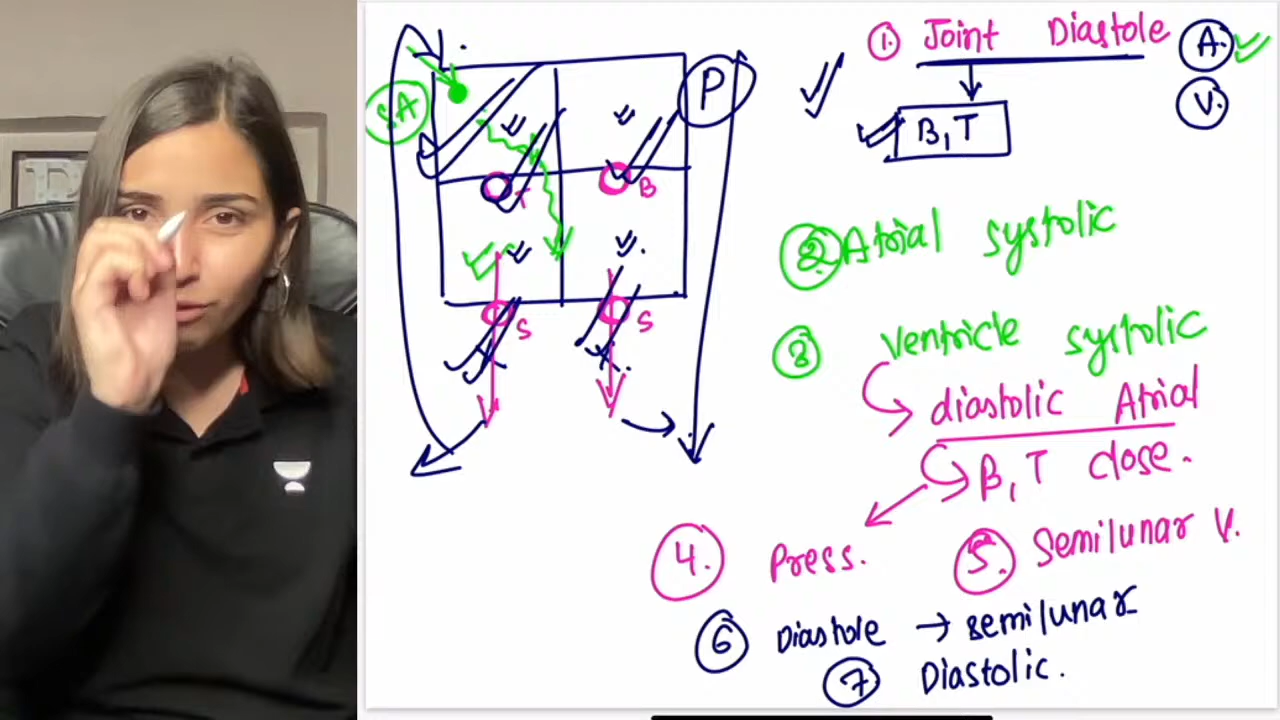 SA
P
T
B
S
S
1. Joint Diastole
A.
V.
B, T
2. Atrial systolic
3 Ventricle systolic
diastolic Atrial
B, T close.
4. Press.
5. Semilunar V.
6 Diastole → semilunar
7 Diastolic.